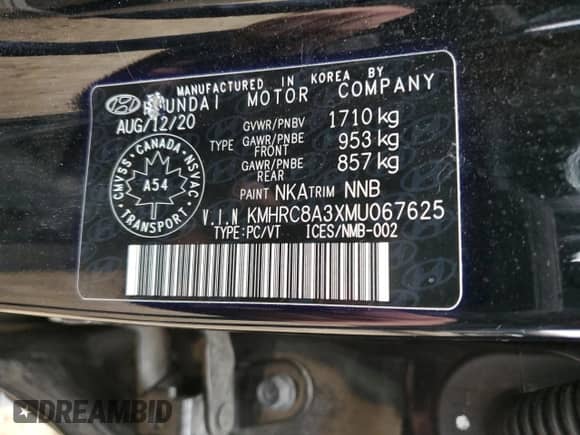 MANUFACTURED IN KOREA BY
HYUNDAI MOTOR COMPANY
AUG/12/20
GVWR/PNBV 1710 kg
TYPE GAWR/PNBE FRONT 953 kg
GAWR/PNBE REAR 857 kg
PAINT NKA TRIM NNB
V.I.N KMHRC8A3XMU067625
TYPE:PC/VT ICES/NMB-002
CMVSS · CANADA · NSVAC
A54
TRANSPORT
DREAMBID